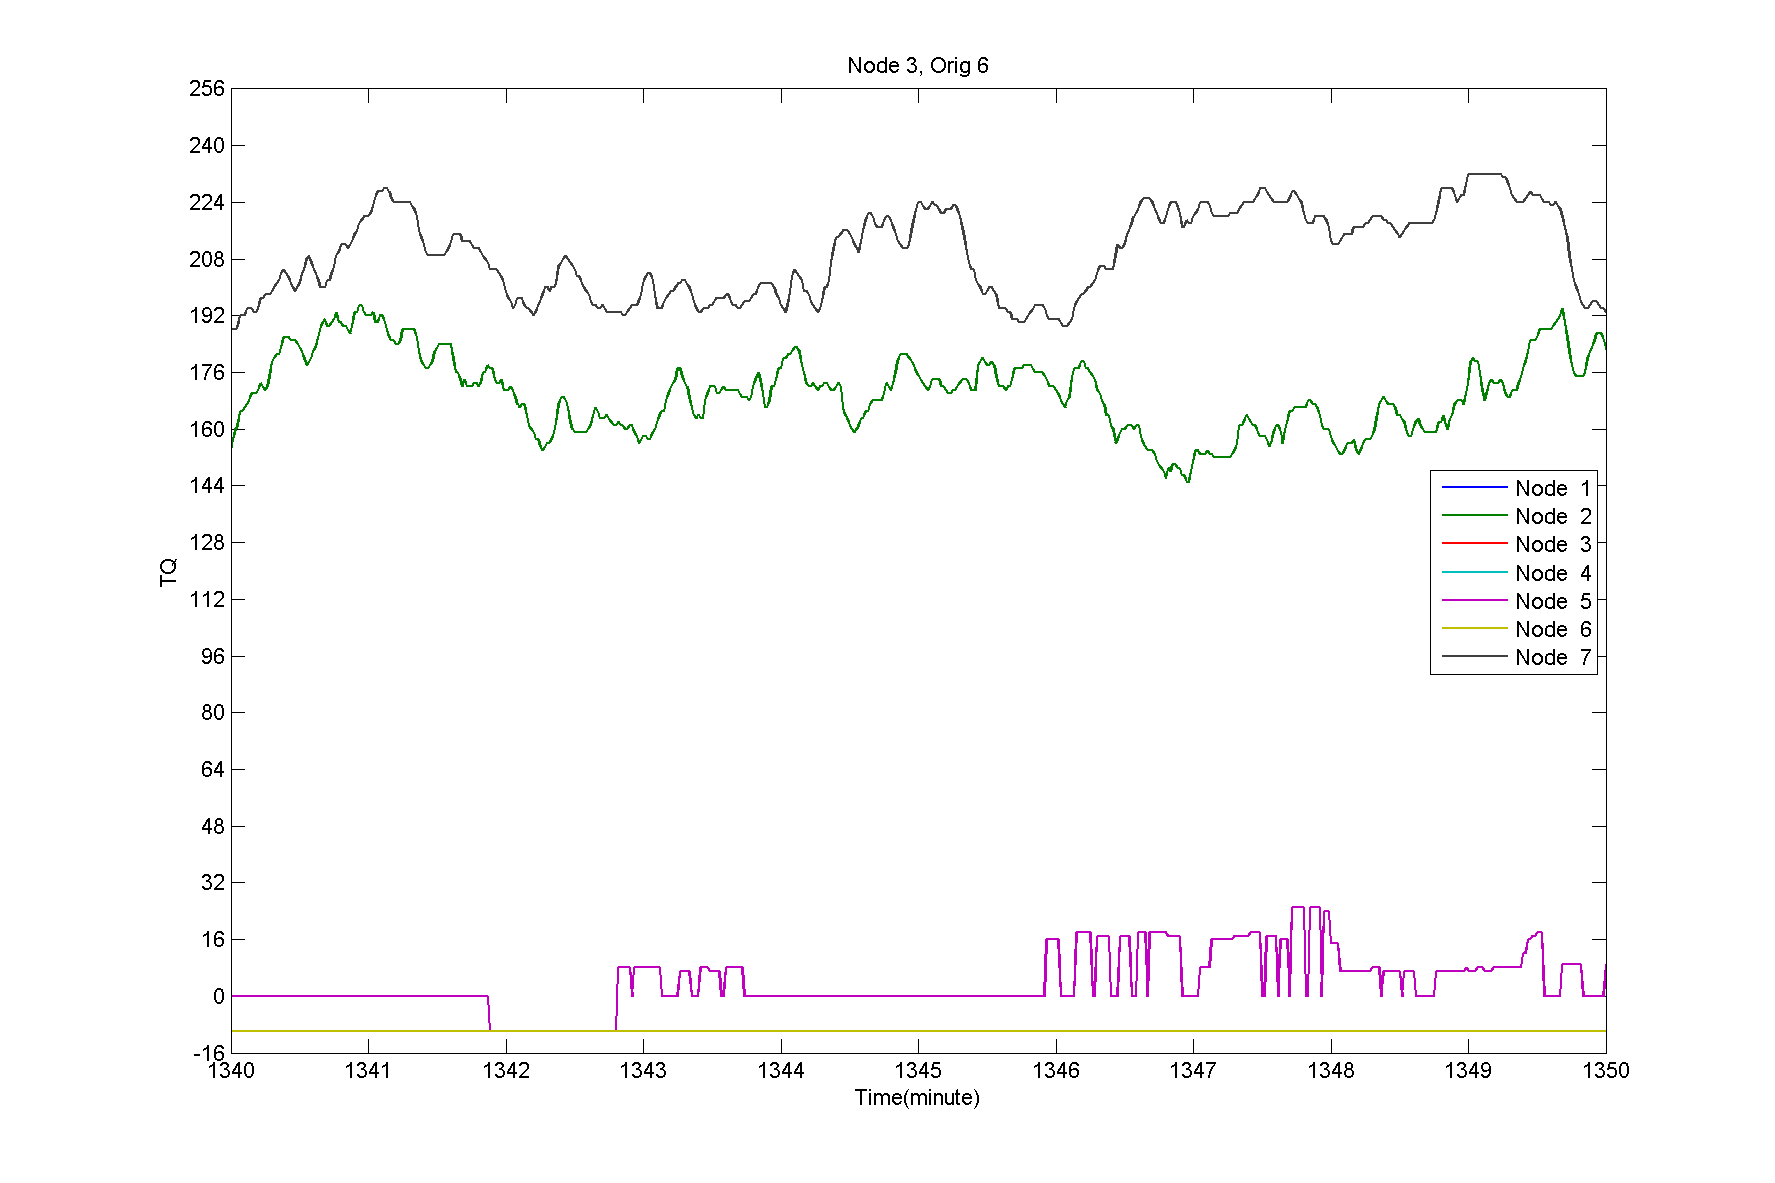 Node 3, Orig 6
256
240
224
208
192
176
160
144
128
112
96
80
64
48
32
16
0
-16
TQ
Node 1
Node 2
Node 3
Node 4
Node 5
Node 6
Node 7
1340 1341 1342 1343 1344 1345 1346 1347 1348 1349 1350
Time(minute)